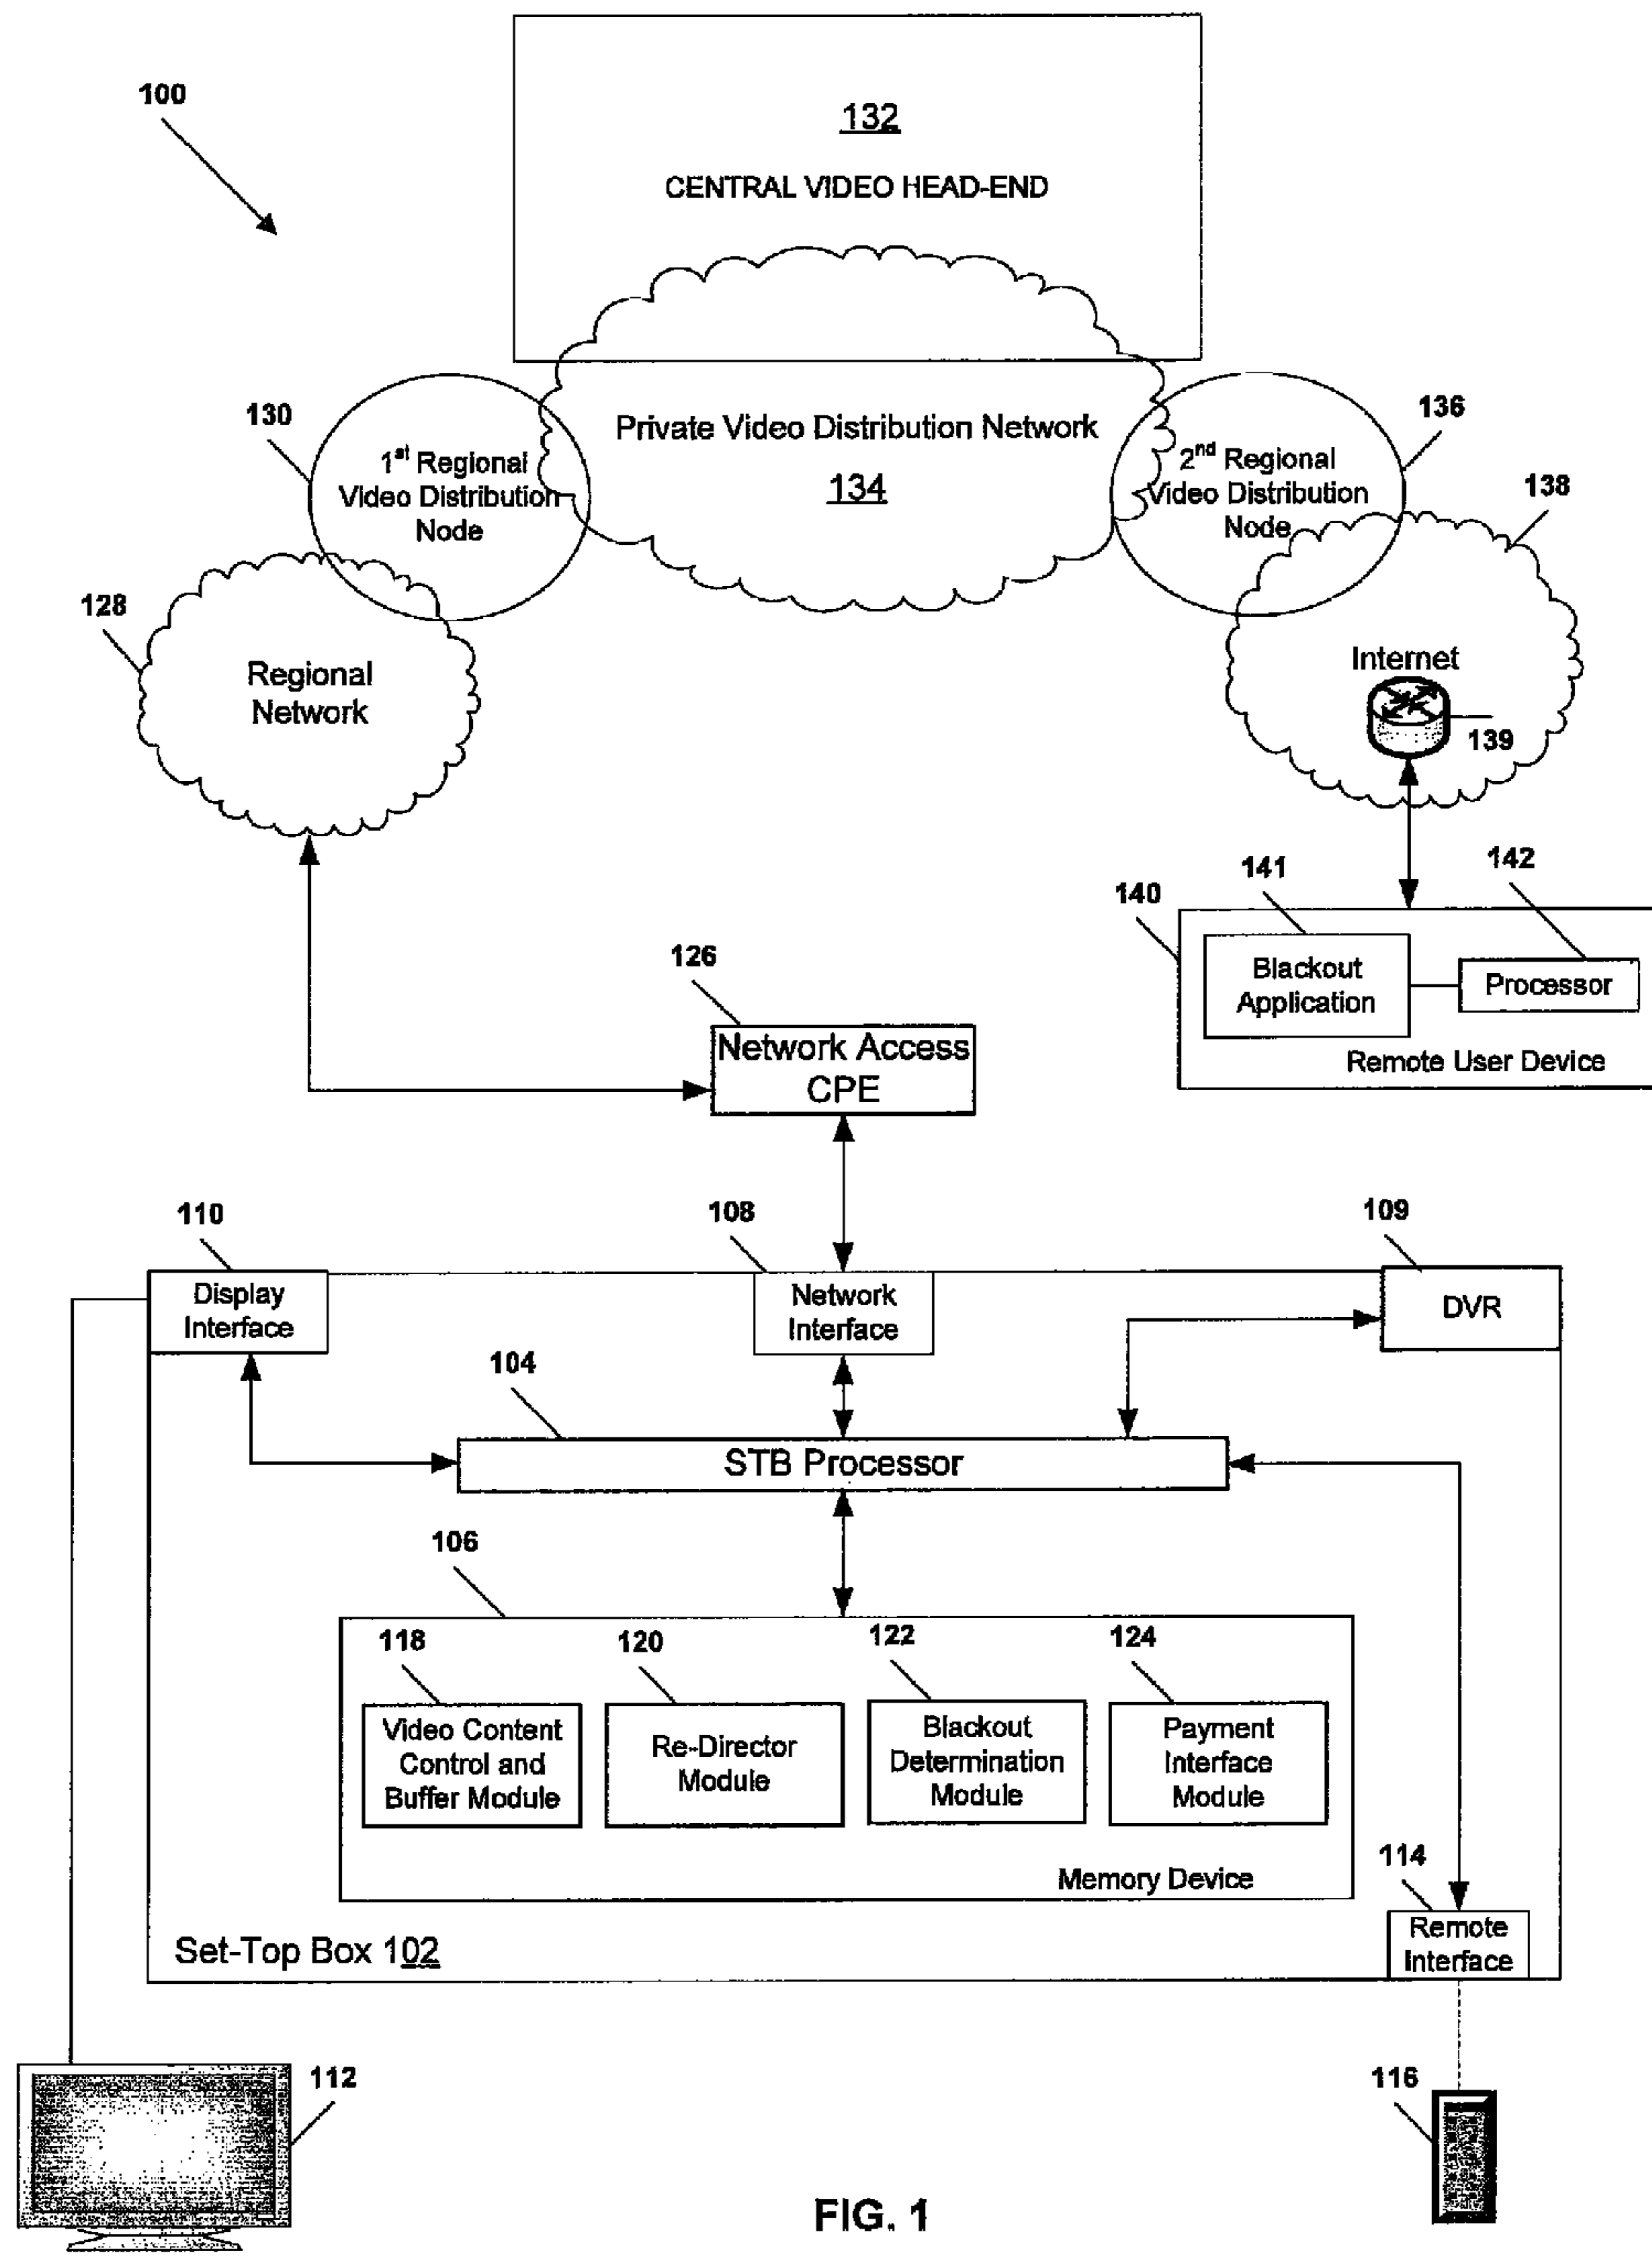 100
132
CENTRAL VIDEO HEAD-END
130
Private Video Distribution Network
134
136
1st Regional
Video Distribution
Node
2nd Regional
Video Distribution
Node
138
128
Regional
Network
Internet
139
141
142
140
Blackout
Application
Processor
Remote User Device
126
Network Access
CPE
110
108
109
Display
Interface
Network
Interface
DVR
104
STB Processor
106
118
120
122
124
Video Content
Control and
Buffer Module
Re-Director
Module
Blackout
Determination
Module
Payment
Interface
Module
Memory Device
114
Remote
Interface
Set-Top Box 102
112
116
FIG. 1